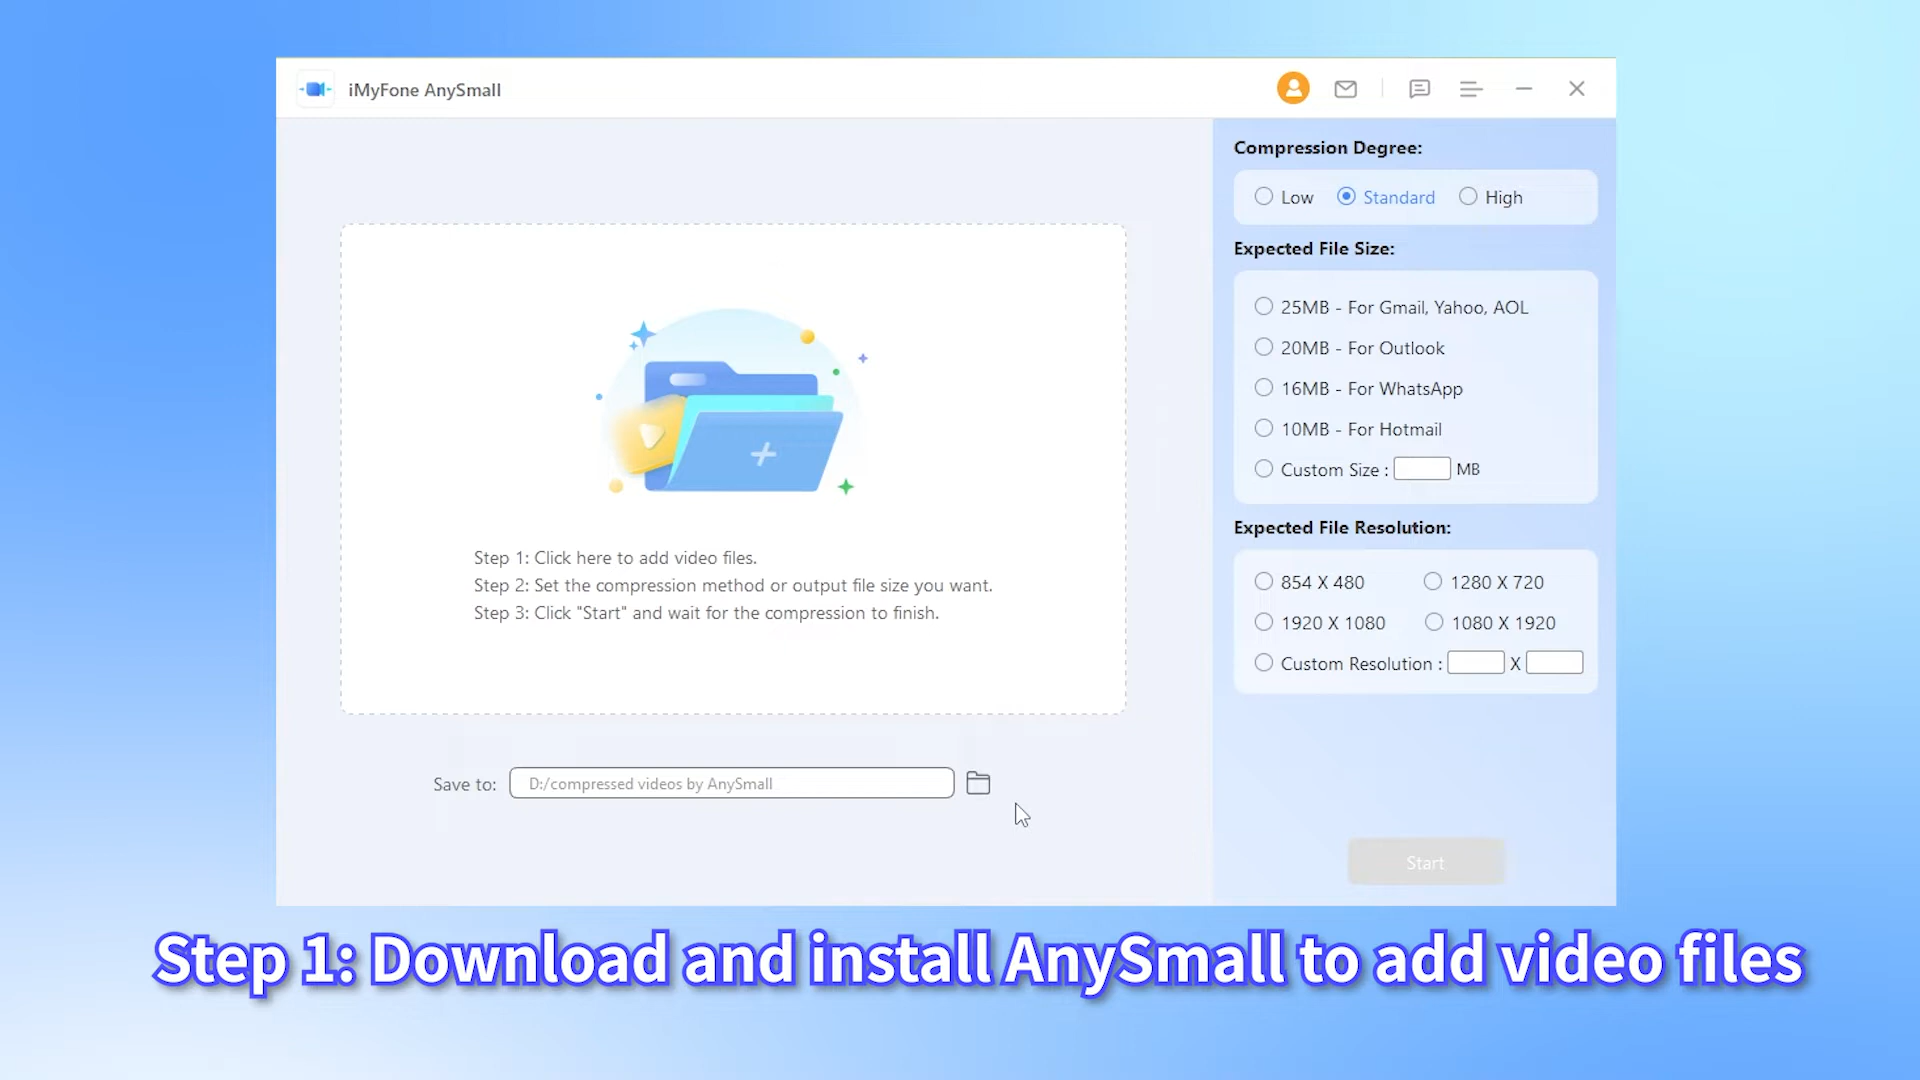 iMyFone AnySmall
Compression Degree:
Low Standard High
Expected File Size:
25MB - For Gmail, Yahoo, AOL
20MB - For Outlook
16MB - For WhatsApp
10MB - For Hotmail
Custom Size : MB
Expected File Resolution:
854 X 480 1280 X 720
1920 X 1080 1080 X 1920
Custom Resolution : X
Step 1: Click here to add video files.
Step 2: Set the compression method or output file size you want.
Step 3: Click "Start" and wait for the compression to finish.
Save to: D:/compressed videos by AnySmall
Start
Step 1: Download and install AnySmall to add video files